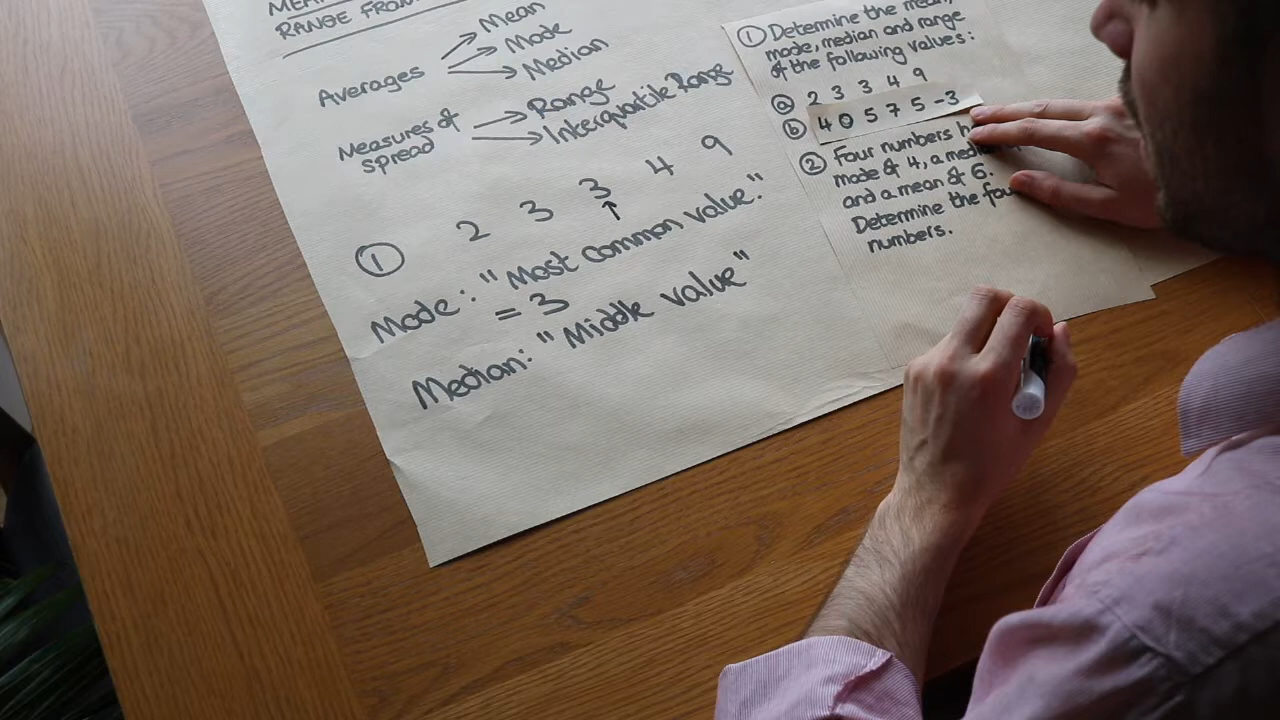 RANGE FROM
Averages
Mean
Mode
Median
Measures of
spread
Range
Interquartile Range
① 2 3 3 4 9
↑
Mode: "Most common value."
= 3
Median: "Middle value"
① Determine the mean,
mode, median and range
of the following values:
ⓐ 2 3 3 4 9
ⓑ 4 0 5 7 5 -3
② Four numbers
mode of 4, a
and a mean of 6.
Determine the
numbers.